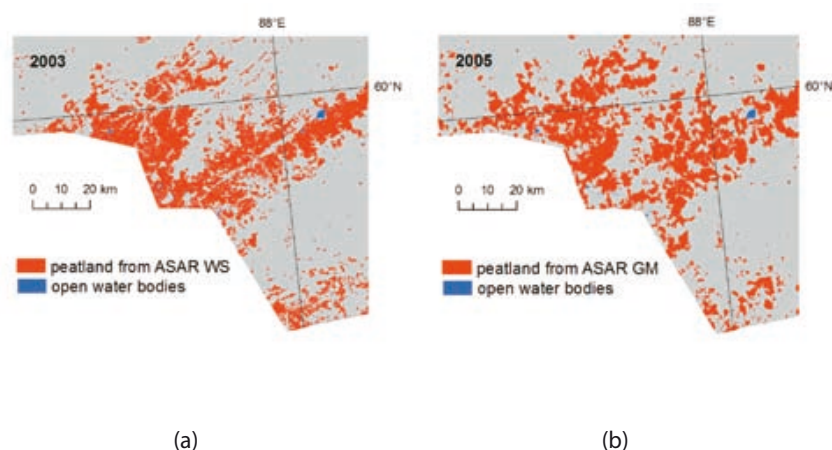 88°E
2003
60°N
0 10 20 km
peatland from ASAR WS
open water bodies
(a)
88°E
2005
60°N
0 10 20 km
peatland from ASAR GM
open water bodies
(b)